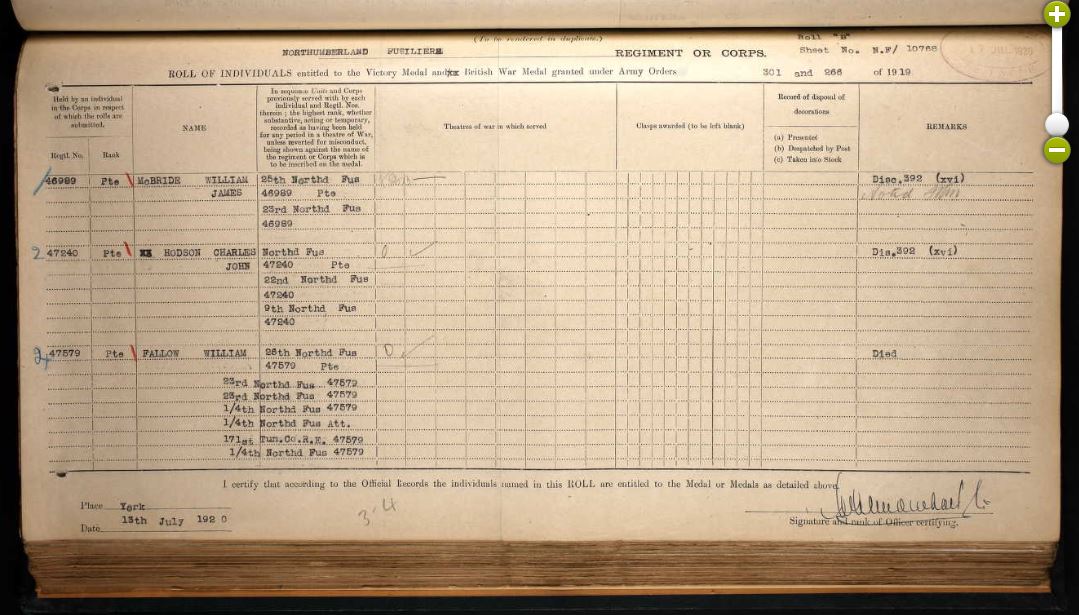 (To be rendered in duplicate.)
Roll "B"
NORTHUMBERLAND FUSILIERS REGIMENT OR CORPS. Sheet No. N.F/ 10768
ROLL OF INDIVIDUALS entitled to the Victory Medal and/xx British War Medal granted under Army Orders 301 and 266 of 1919
Held by an individual
in the Corps in respect
of which the rolls are
submitted.
Regtl. No.
Rank
NAME
In sequence Units and Corps
previously served with by each
individual and Regtl. Nos.
therein; the highest rank, whether
substantive, acting or temporary,
recorded as having been held
for any period in a theatre of War,
unless reverted for misconduct,
being shown against the name of
the regiment or Corps which is
to be inscribed on the medal.
Theatres of war in which served
Clasps awarded (to be left blank)
Record of disposal of
decorations
(a) Presented
(b) Despatched by Post
(c) Taken into Stock
REMARKS
46989 Pte McBRIDE WILLIAM 25th Northd Fus Disc.392 (xvi)
JAMES 46989 Pte Noted
23rd Northd Fus
46989
2 47240 Pte HODSON CHARLES Northd Fus 0 Dis.392 (xvi)
JOHN 47240 Pte
22nd Northd Fus
47240
9th Northd Fus
47240
47579 Pte FALLOW WILLIAM 26th Northd Fus 0 Died
47579 Pte
23rd Northd Fus 47579
23rd Northd Fus 47579
1/4th Northd Fus 47579
1/4th Northd Fus Att.
171st Tun.Co.R.E. 47579
1/4th Northd Fus 47579
I certify that according to the Official Records the individuals named in this ROLL are entitled to the Medal or Medals as detailed above.
Place York
Date 13th July 1920
3.4
Signature and rank of Officer certifying.